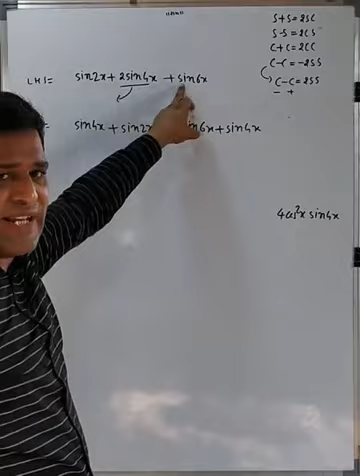 S+S = 2SC
S-S = 2CS
C+C = 2CC
C-C = -2SS
C-C = 2SS
- +
LHS = sin2x + 2sin4x + sin6x
= sin4x + sin2x sin6x + sin4x
4cos²x sin4x